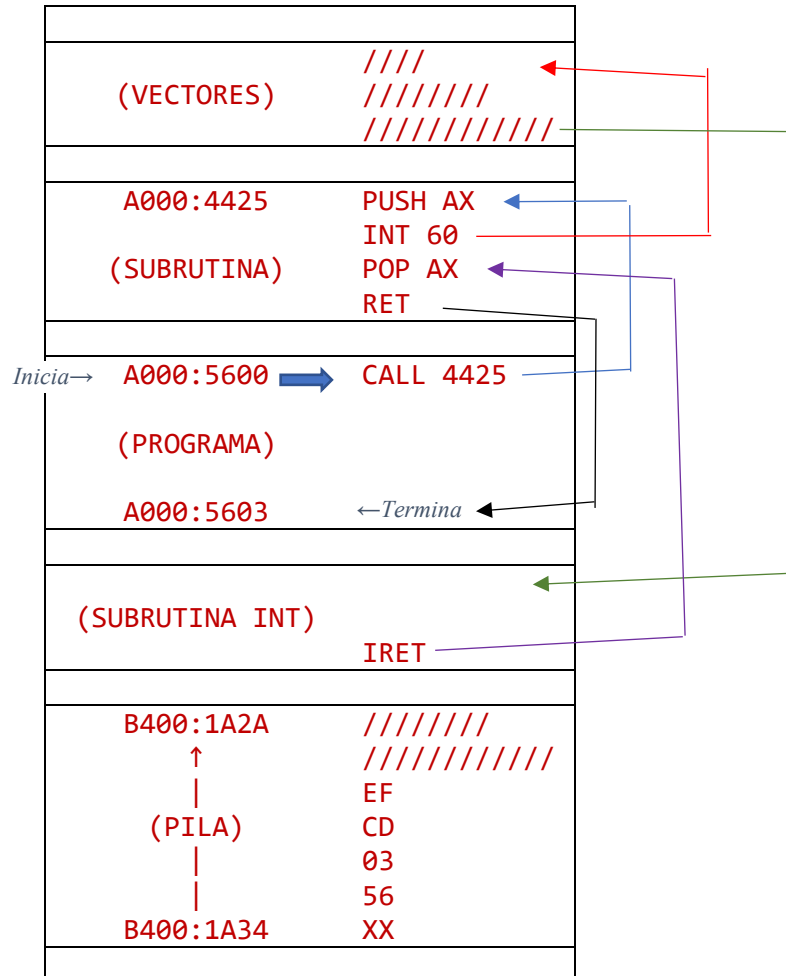 ////
(VECTORES) ////////
////////////
A000:4425 PUSH AX
INT 60
(SUBRUTINA) POP AX
RET
Inicia→ A000:5600 CALL 4425
(PROGRAMA)
A000:5603 ←Termina
(SUBRUTINA INT)
IRET
B400:1A2A ////////
↑ ////////////
| EF
(PILA) CD
| 03
| 56
B400:1A34 XX